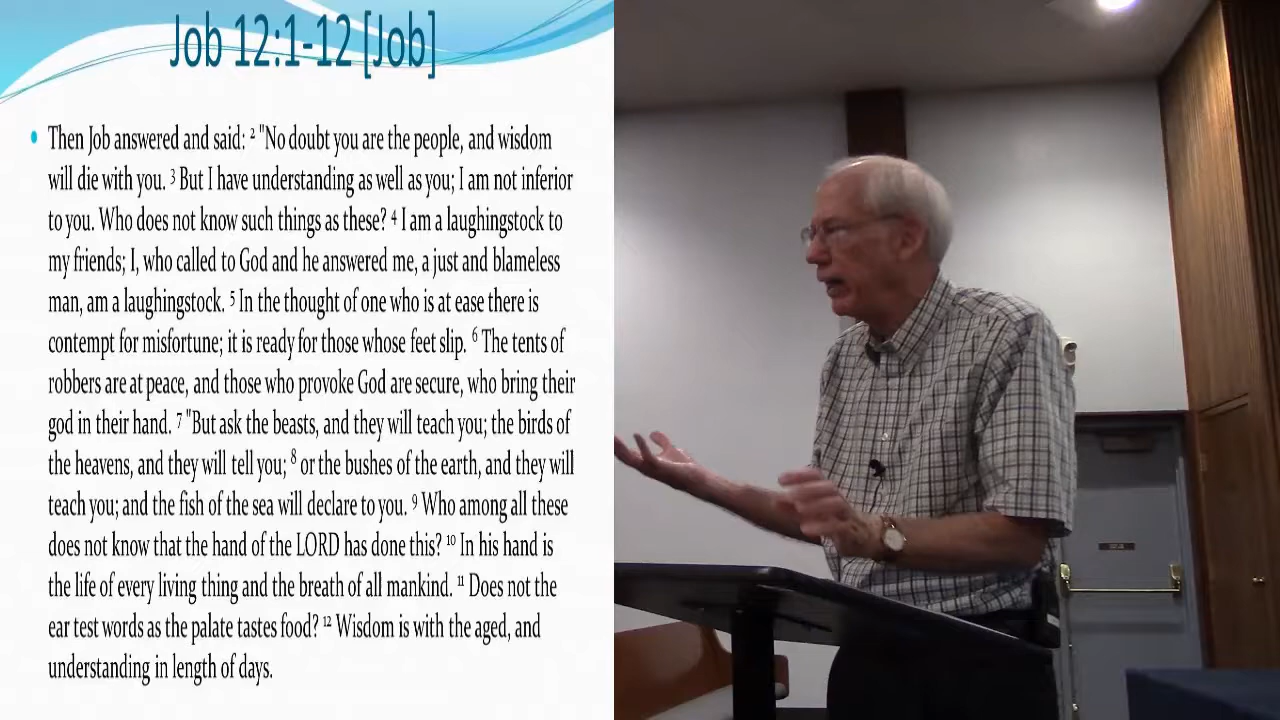 Job 12:1-12 [Job]
• Then Job answered and said: ² "No doubt you are the people, and wisdom
will die with you. ³ But I have understanding as well as you; I am not inferior
to you. Who does not know such things as these? ⁴ I am a laughingstock to
my friends; I, who called to God and he answered me, a just and blameless
man, am a laughingstock. ⁵ In the thought of one who is at ease there is
contempt for misfortune; it is ready for those whose feet slip. ⁶ The tents of
robbers are at peace, and those who provoke God are secure, who bring their
god in their hand. ⁷ "But ask the beasts, and they will teach you; the birds of
the heavens, and they will tell you; ⁸ or the bushes of the earth, and they will
teach you; and the fish of the sea will declare to you. ⁹ Who among all these
does not know that the hand of the LORD has done this? ¹⁰ In his hand is
the life of every living thing and the breath of all mankind. ¹¹ Does not the
ear test words as the palate tastes food? ¹² Wisdom is with the aged, and
understanding in length of days.